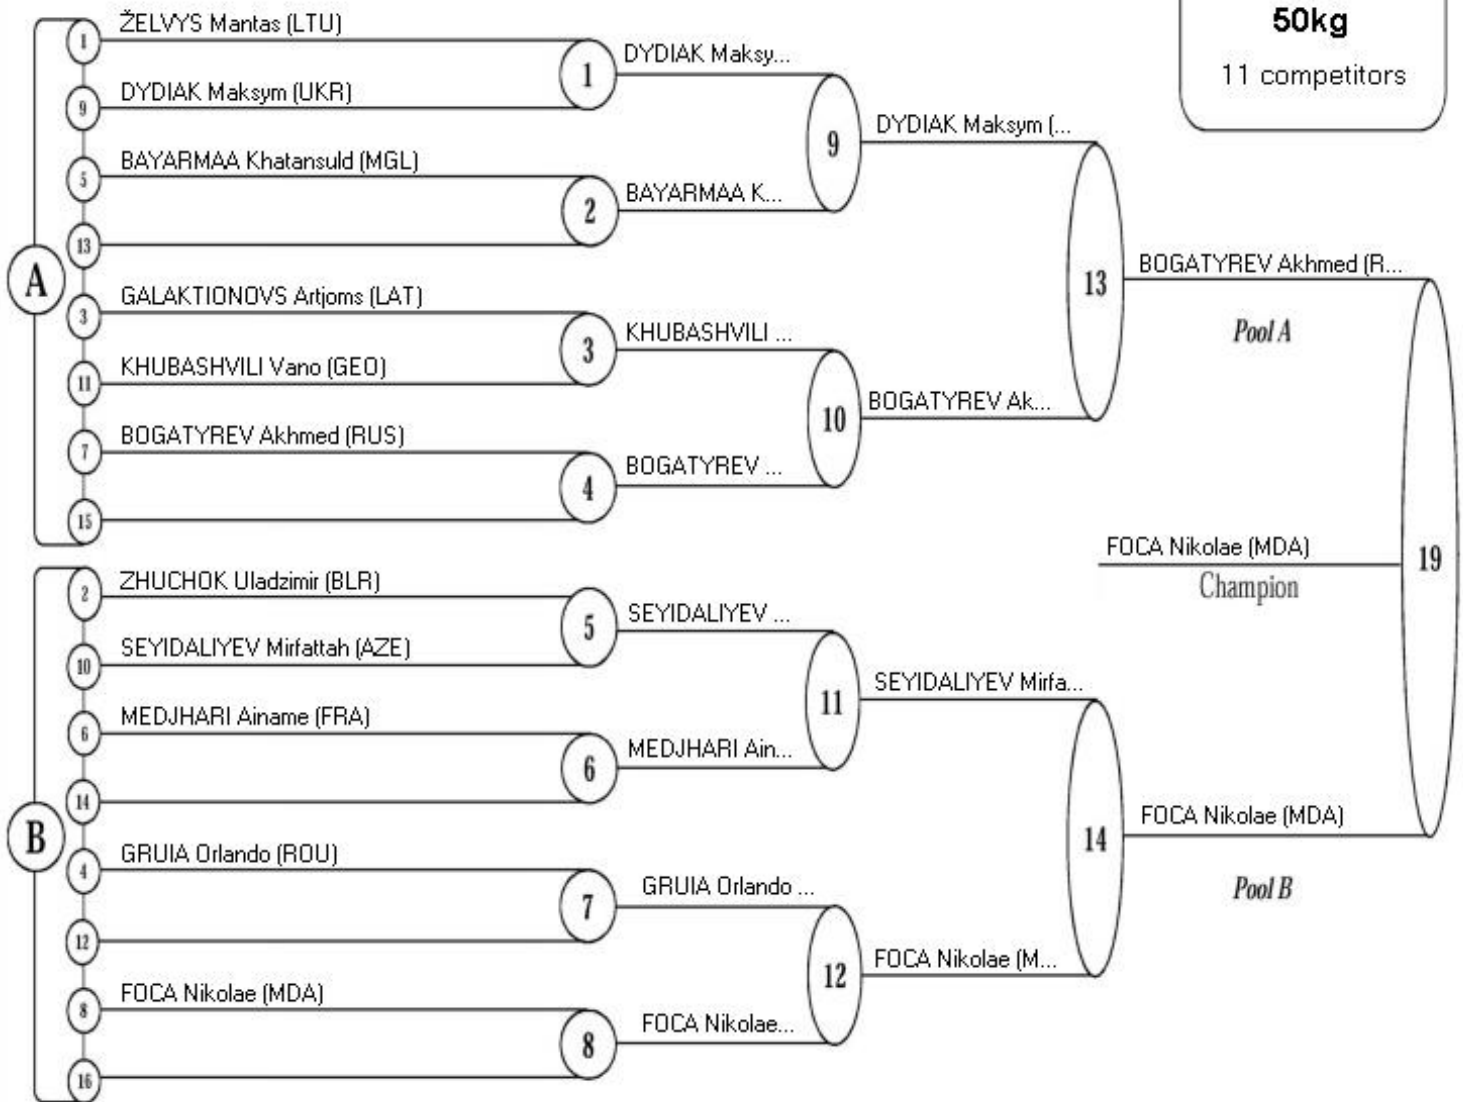 50kg
11 competitors
A
1
ŽELVYS Mantas (LTU)
9
DYDIAK Maksym (UKR)
1
DYDIAK Maksy...
5
BAYARMAA Khatansuld (MGL)
13
2
BAYARMAA K...
9
DYDIAK Maksym (...
3
GALAKTIONOVS Artjoms (LAT)
11
KHUBASHVILI Vano (GEO)
3
KHUBASHVILI ...
7
BOGATYREV Akhmed (RUS)
15
4
BOGATYREV ...
10
BOGATYREV Ak...
13
BOGATYREV Akhmed (R...
Pool A
B
2
ZHUCHOK Uladzimir (BLR)
10
SEYIDALIYEV Mirfattah (AZE)
5
SEYIDALIYEV ...
6
MEDJHARI Ainame (FRA)
14
6
MEDJHARI Ain...
11
SEYIDALIYEV Mirfa...
4
GRUIA Orlando (ROU)
12
7
GRUIA Orlando ...
8
FOCA Nikolae (MDA)
16
8
FOCA Nikolae...
12
FOCA Nikolae (M...
14
FOCA Nikolae (MDA)
Pool B
19
FOCA Nikolae (MDA)
Champion